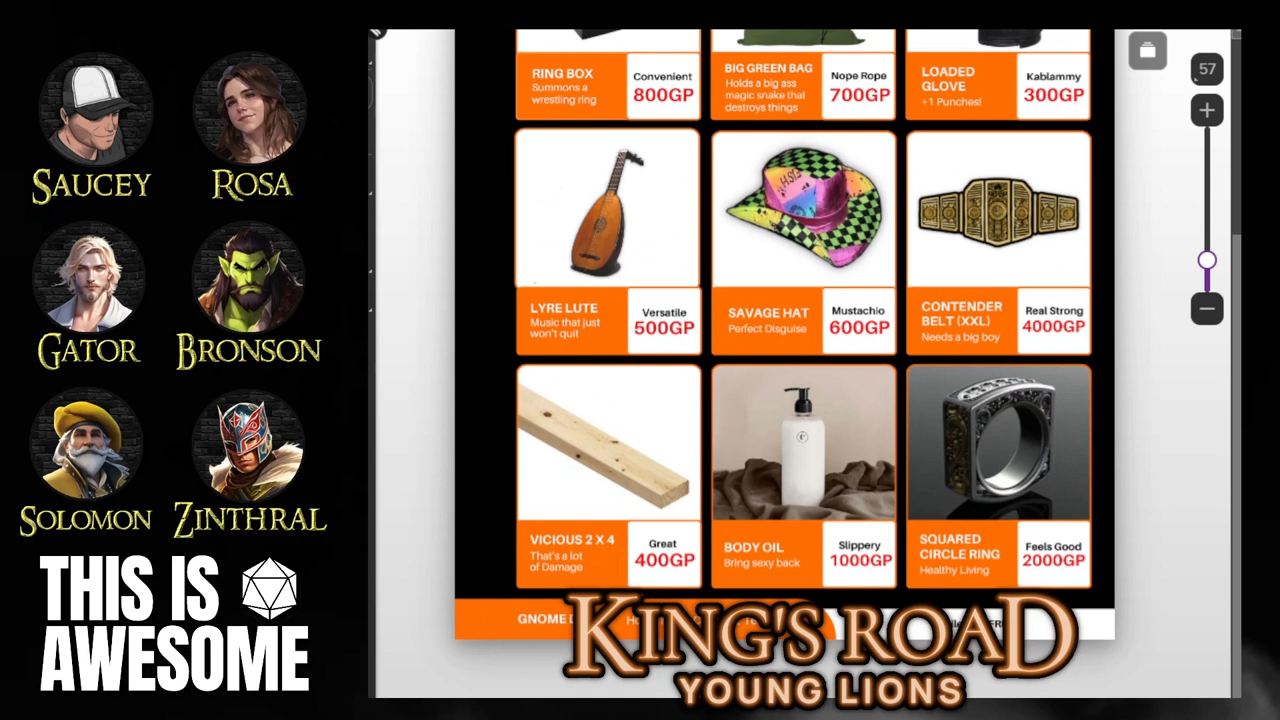 SAUCEY
ROSA
GATOR
BRONSON
SOLOMON
ZINTHRAL
THIS IS
AWESOME
57
RING BOX
Summons a
wrestling ring
Convenient
800GP
BIG GREEN BAG
Holds a big ass
magic snake that
destroys things
Nope Rope
700GP
LOADED
GLOVE
+1 Punches!
Kablammy
300GP
LYRE LUTE
Music that just
won't quit
Versatile
500GP
SAVAGE HAT
Perfect Disguise
Mustachio
600GP
CONTENDER
BELT (XXL)
Needs a big boy
Real Strong
4000GP
VICIOUS 2 X 4
That's a lot
of Damage
Great
400GP
BODY OIL
Bring sexy back
Slippery
1000GP
SQUARED
CIRCLE RING
Healthy Living
Feels Good
2000GP
GNOME
KING'S ROAD
YOUNG LIONS